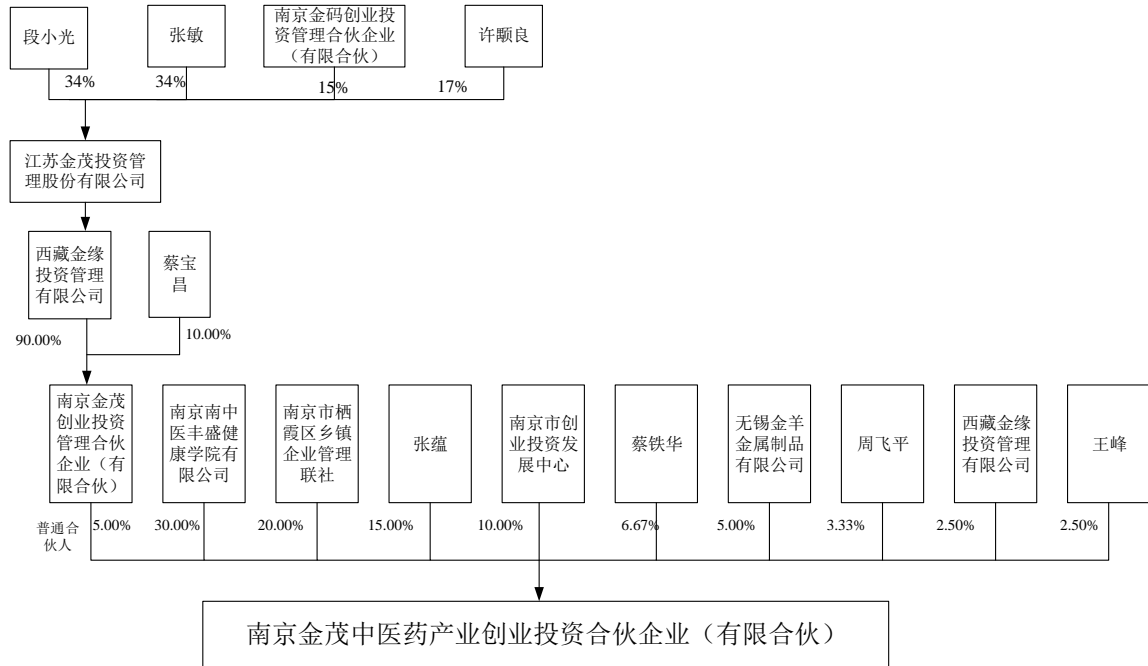 段小光
张敏
南京金码创业投
资管理合伙企业
（有限合伙）
许颙良
34%
34%
15%
17%
江苏金茂投资管
理股份有限公司
西藏金缘
投资管理
有限公司
蔡宝
昌
90.00%
10.00%
南京金茂
创业投资
管理合伙
企业（有
限合伙）
南京南中
医丰盛健
康学院有
限公司
南京市栖
霞区乡镇
企业管理
联社
张蕴
南京市创
业投资发
展中心
蔡铁华
无锡金羊
金属制品
有限公司
周飞平
西藏金缘
投资管理
有限公司
王峰
普通合
伙人
5.00%
30.00%
20.00%
15.00%
10.00%
6.67%
5.00%
3.33%
2.50%
2.50%
南京金茂中医药产业创业投资合伙企业（有限合伙）